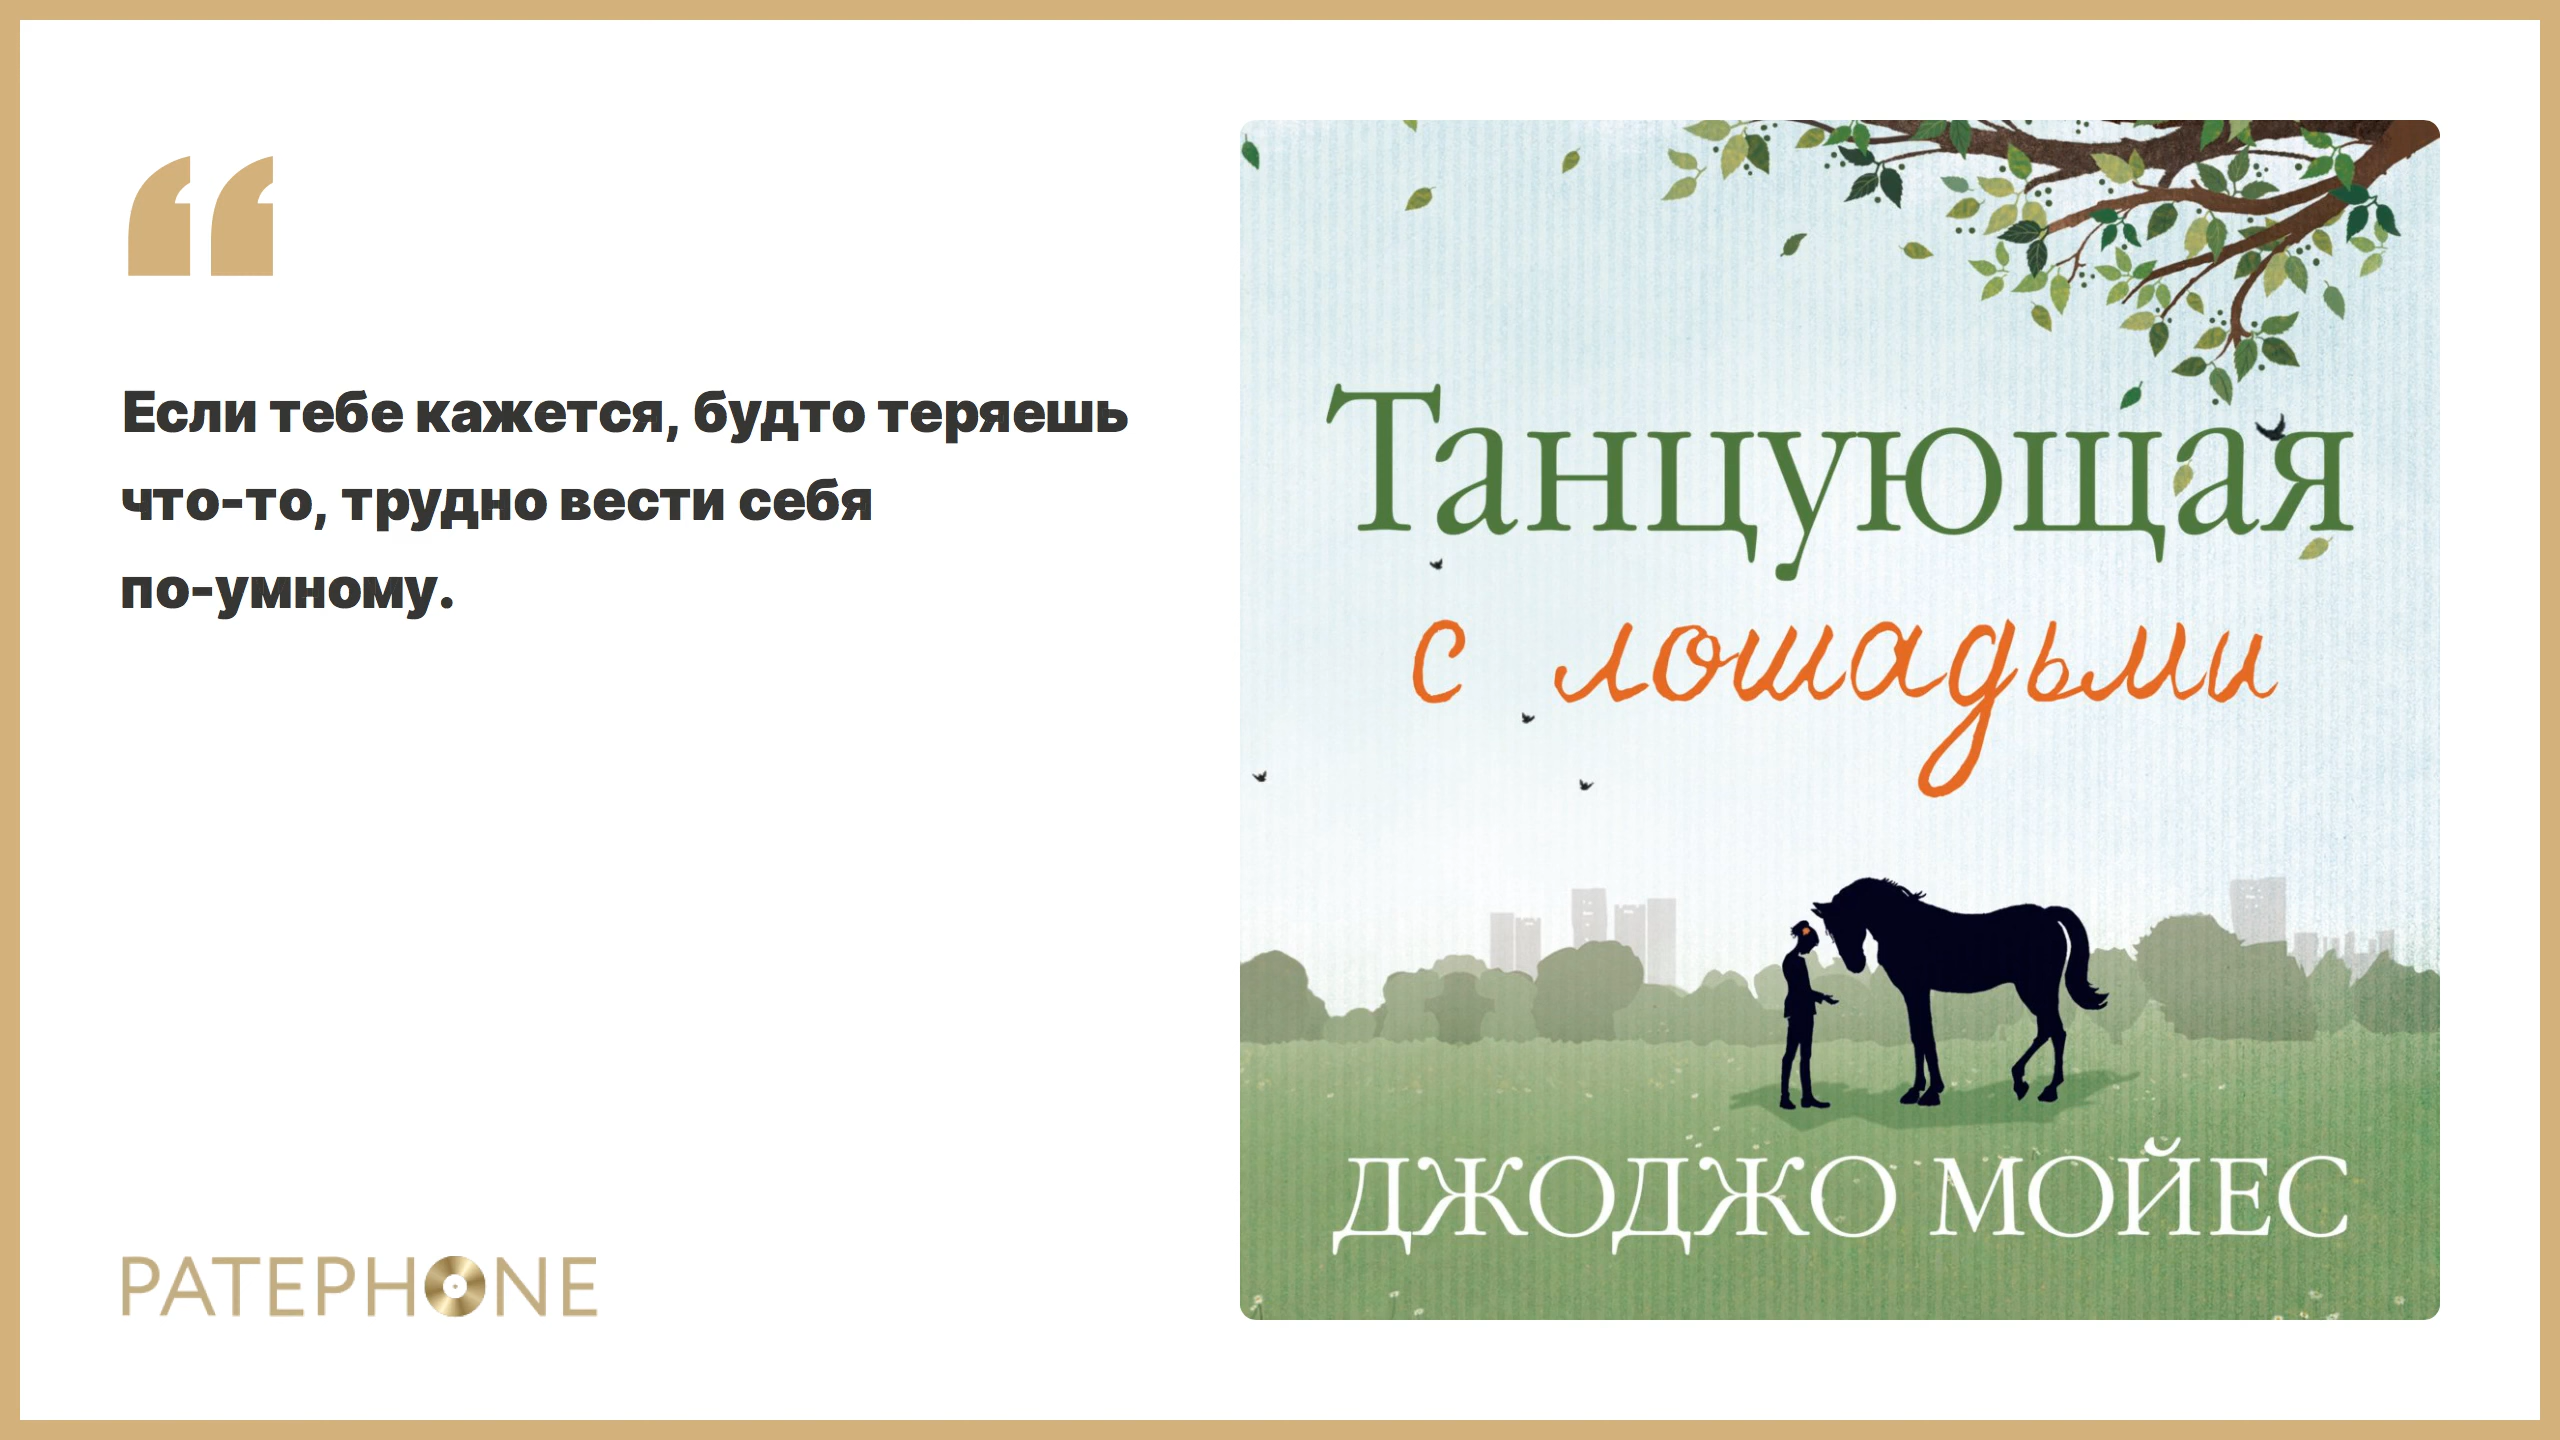 Если тебе кажется, будто теряешь
что-то, трудно вести себя
по-умному.
PATEPHONE
Танцующая
с лошадьми
ДЖОДЖО МОЙЕС